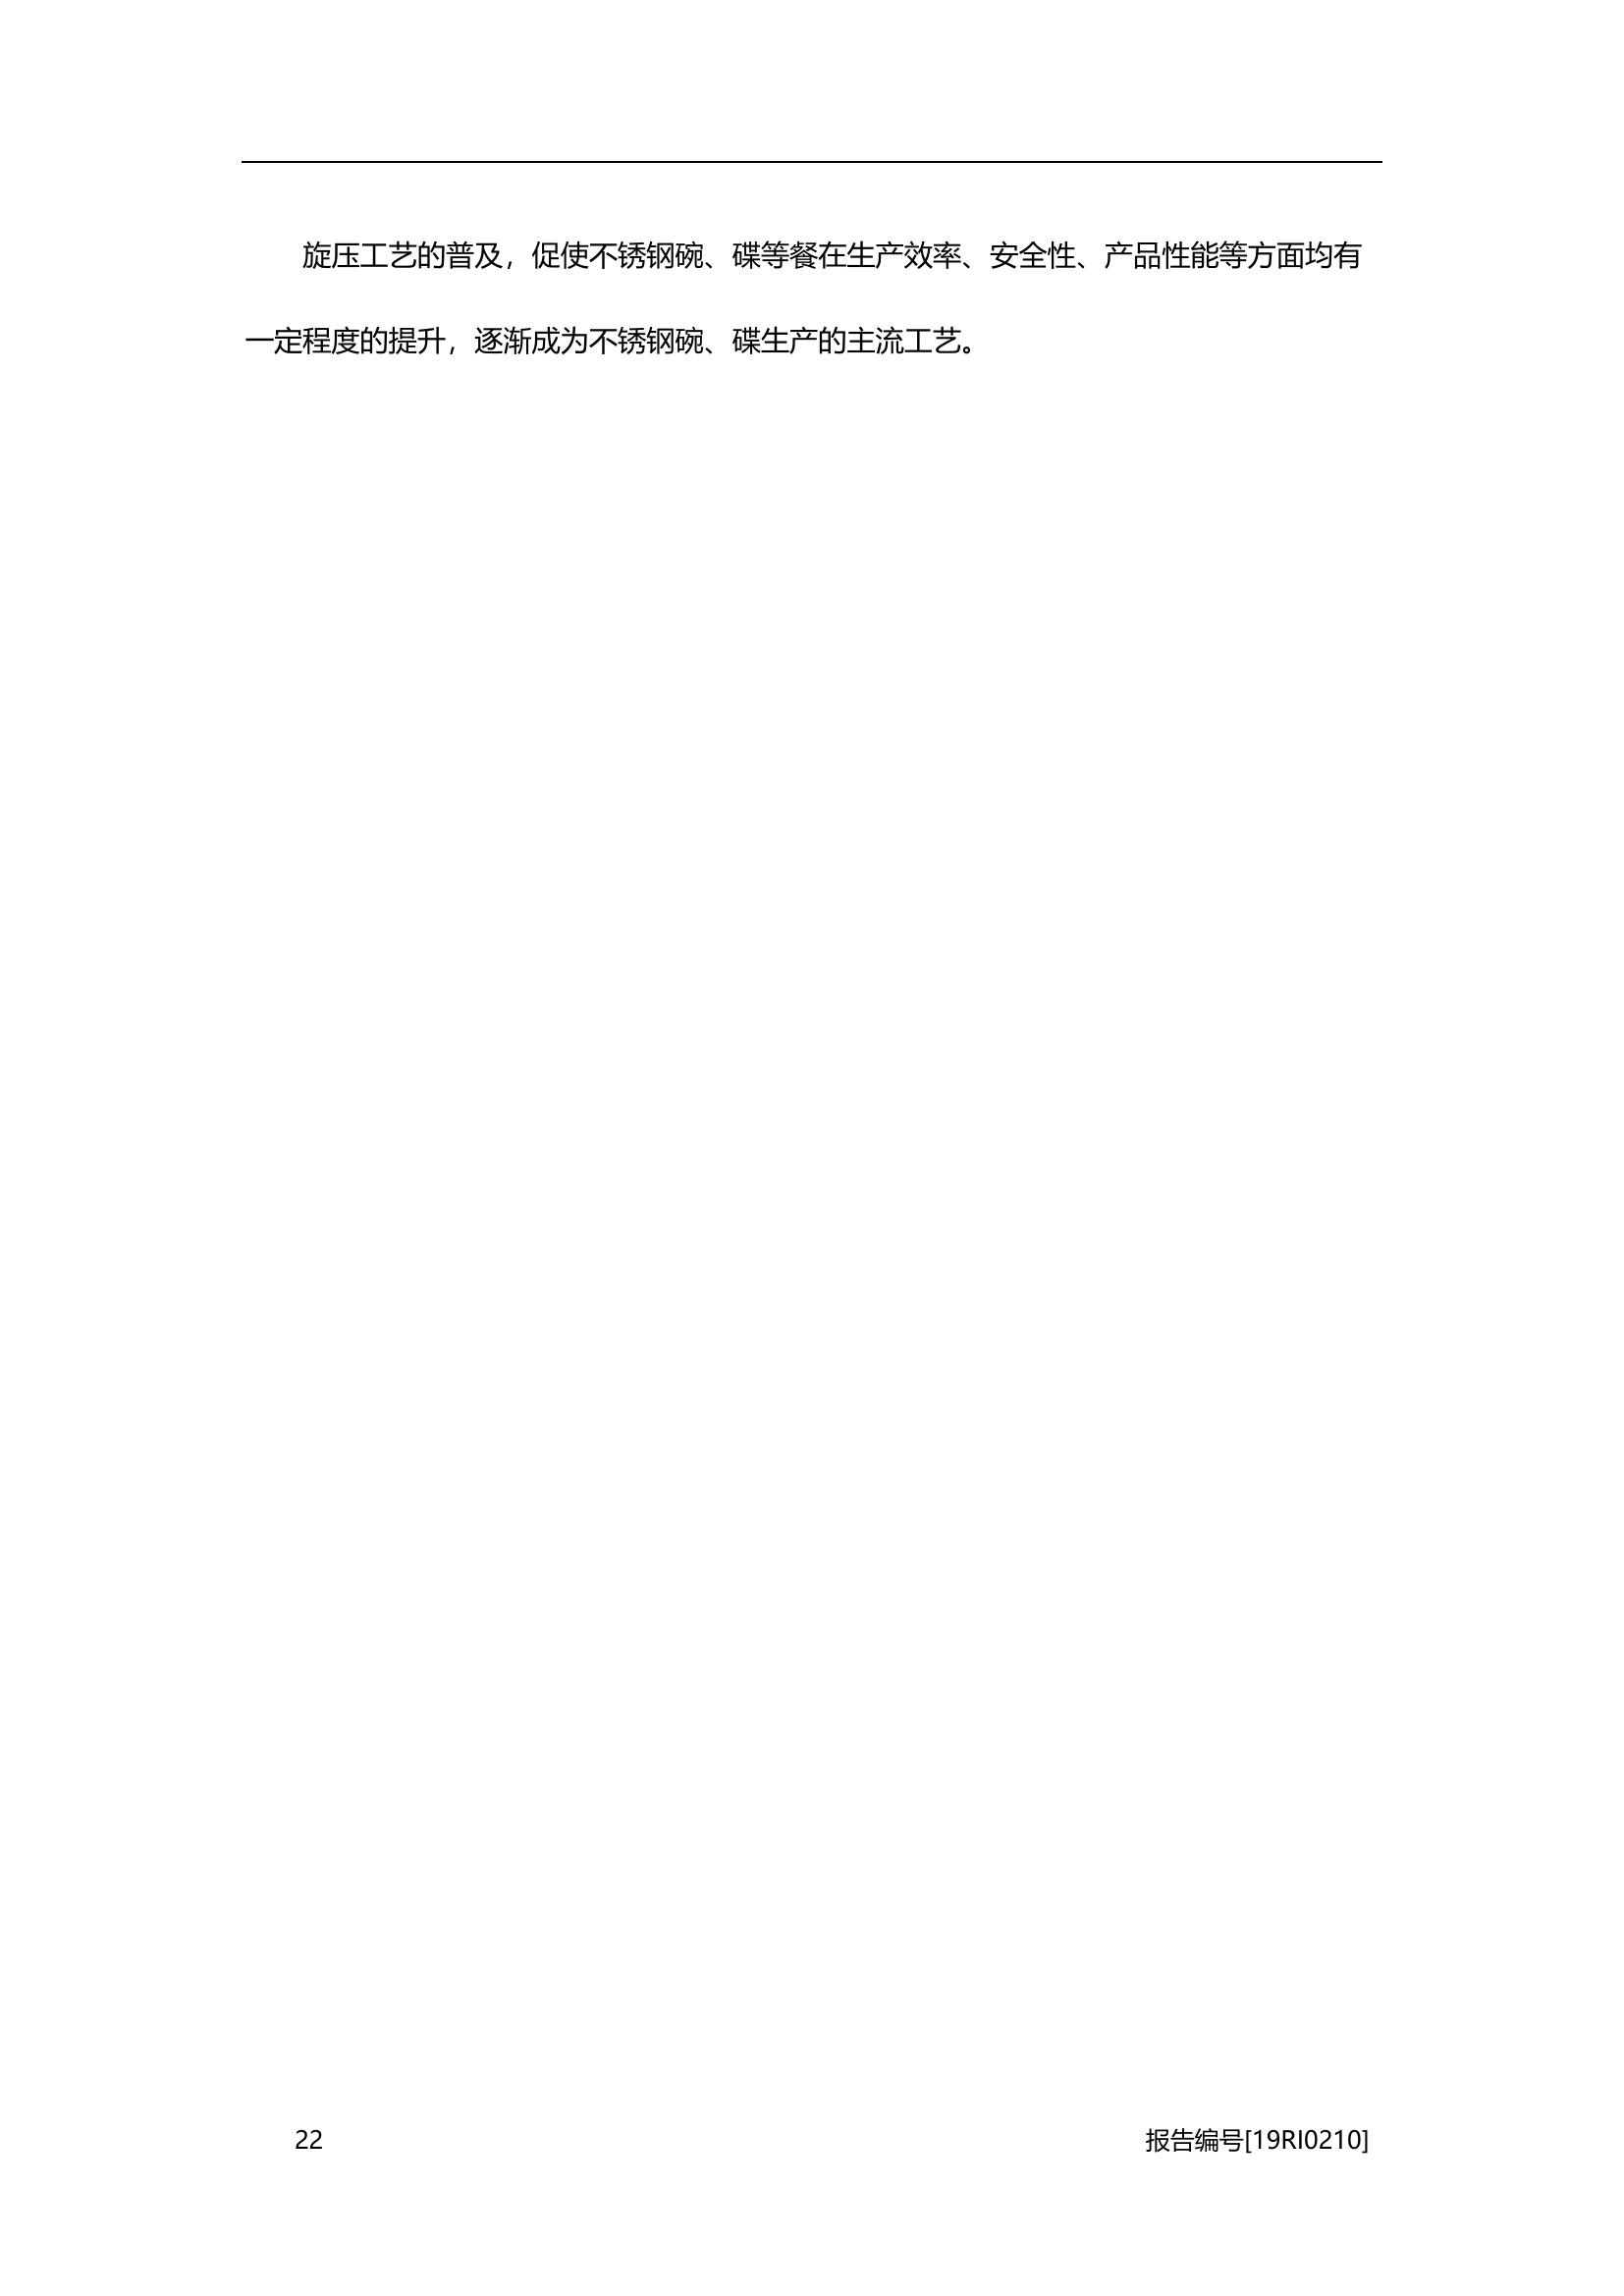 旋压工艺的普及，促使不锈钢碗、碟等餐在生产效率、安全性、产品性能等方面均有
一定程度的提升，逐渐成为不锈钢碗、碟生产的主流工艺。
22 报告编号[19RI0210]